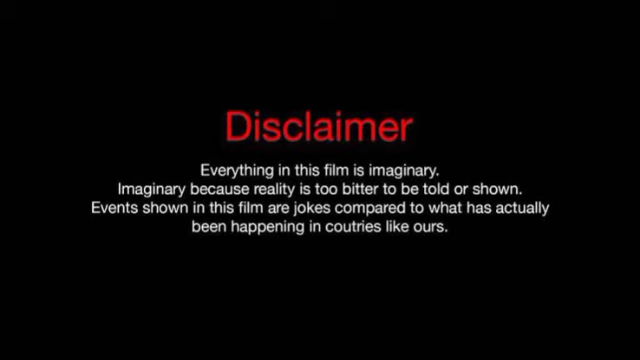 Disclaimer
Everything in this film is imaginary.
Imaginary because reality is too bitter to be told or shown.
Events shown in this film are jokes compared to what has actually
been happening in coutries like ours.